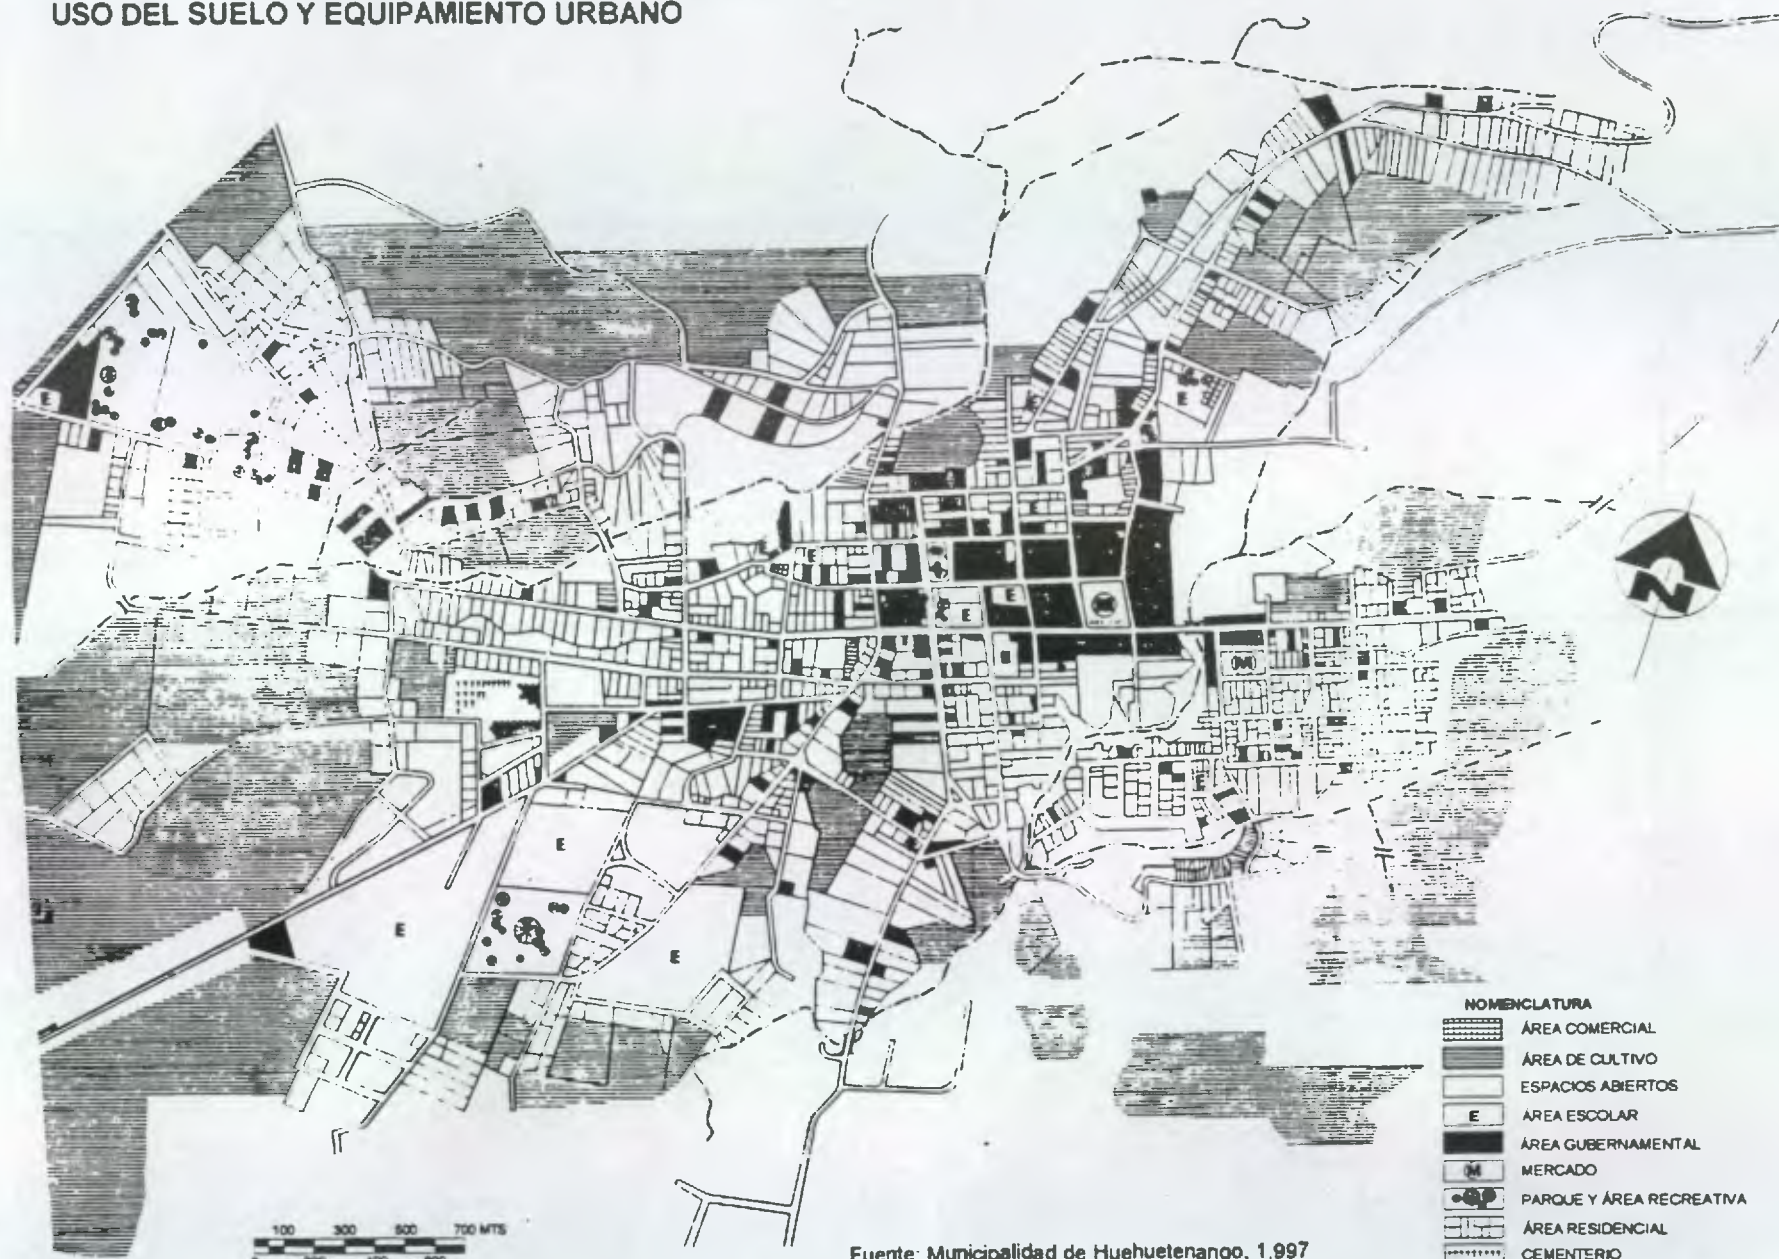 USO DEL SUELO Y EQUIPAMIENTO URBANO
E
E
E
E
E
E
E
E
E
E
M
M
N
NOMENCLATURA
ÁREA COMERCIAL
ÁREA DE CULTIVO
ESPACIOS ABIERTOS
E ÁREA ESCOLAR
ÁREA GUBERNAMENTAL
M MERCADO
PARQUE Y ÁREA RECREATIVA
ÁREA RESIDENCIAL
CEMENTERIO
100 300 500 700 MTS
Fuente: Municipalidad de Huehuetenango, 1,997